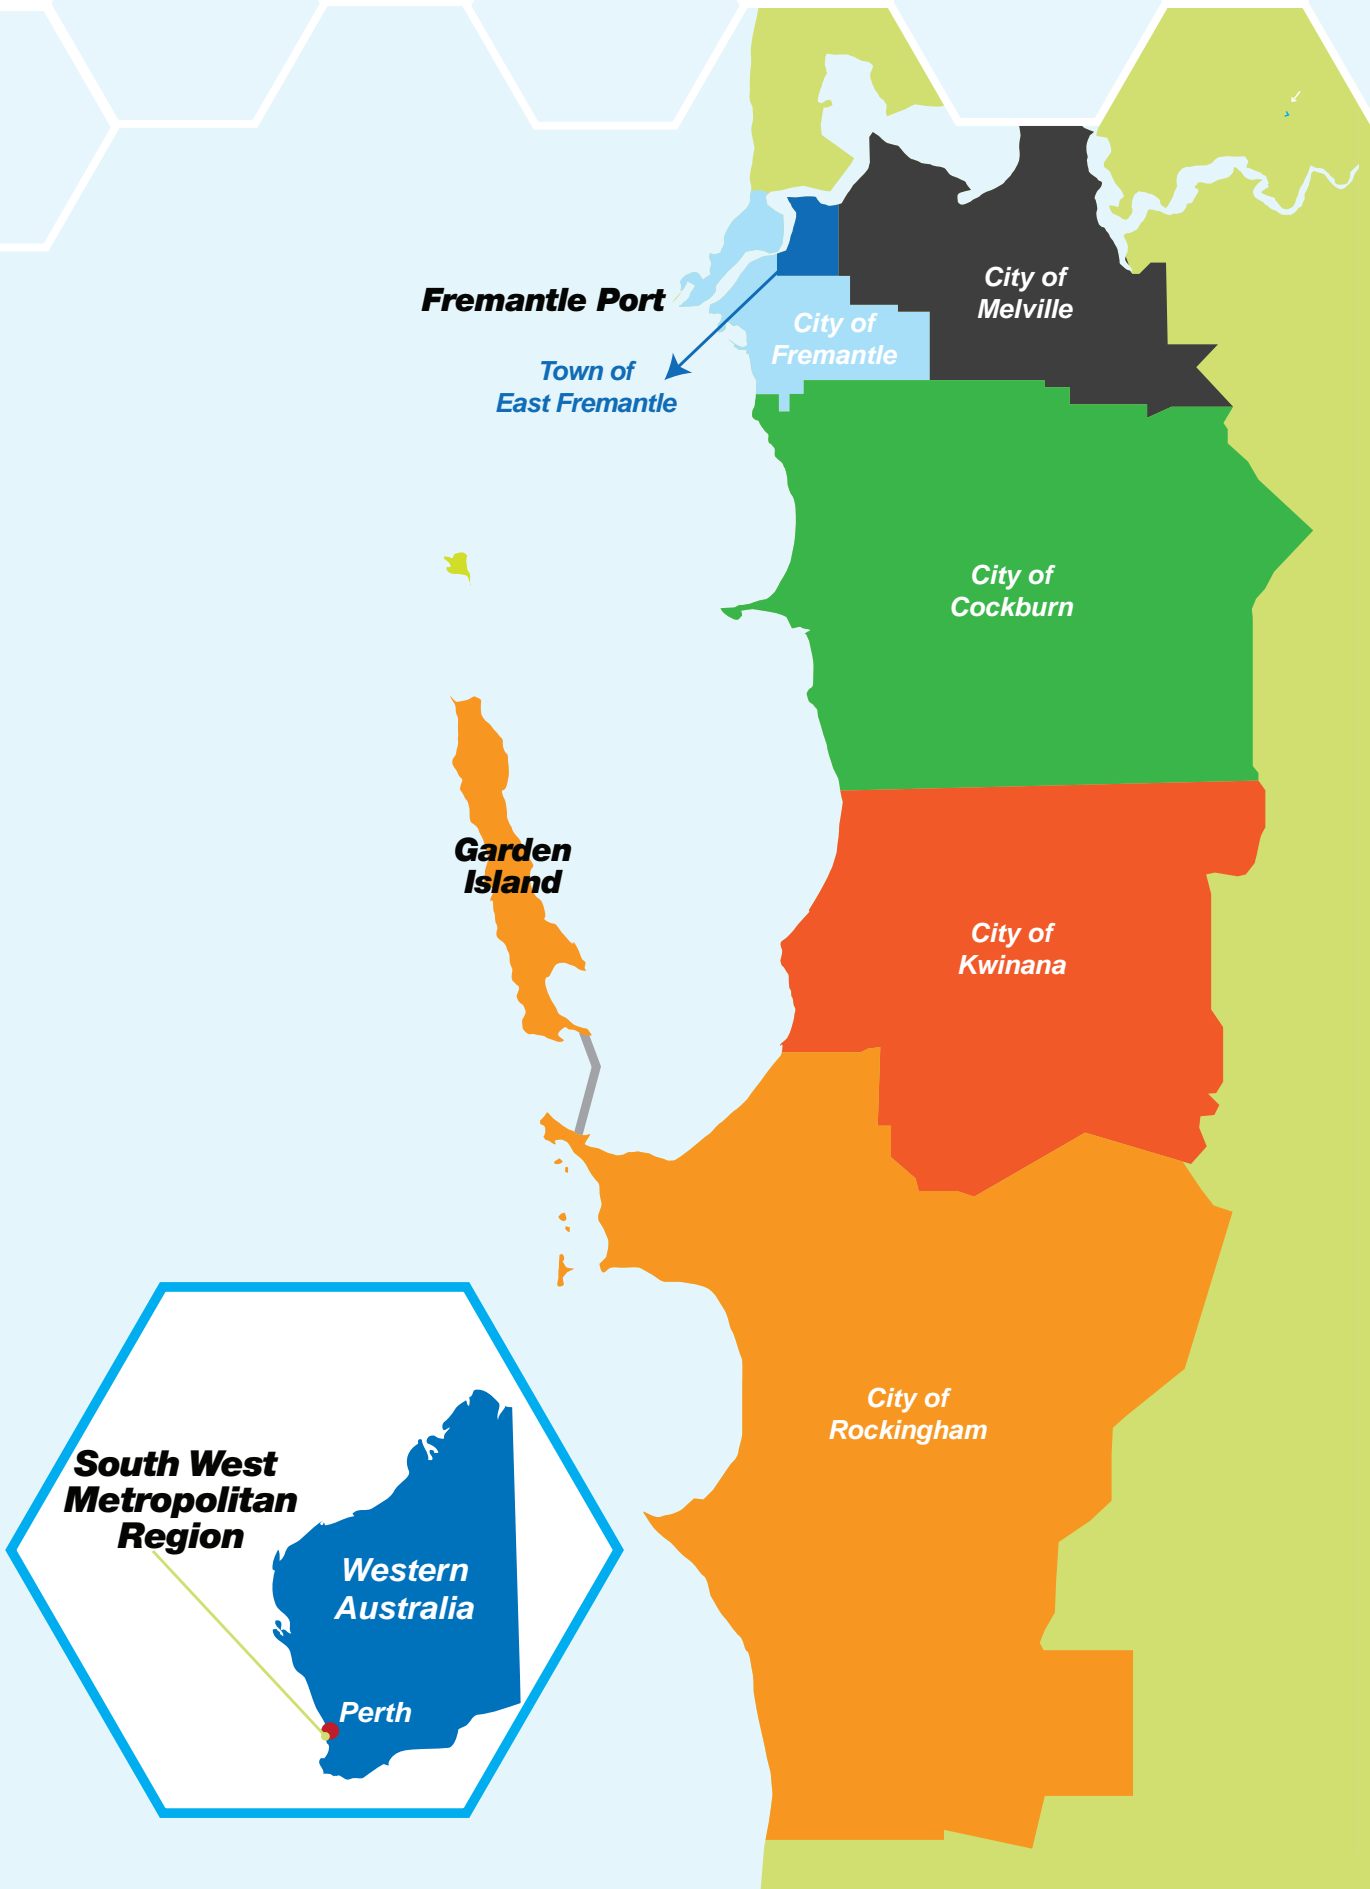 City of
Melville
Fremantle Port
City of
Fremantle
Town of
East Fremantle
City of
Cockburn
Garden
Island
City of
Kwinana
City of
Rockingham
South West
Metropolitan
Region
Western
Australia
Perth